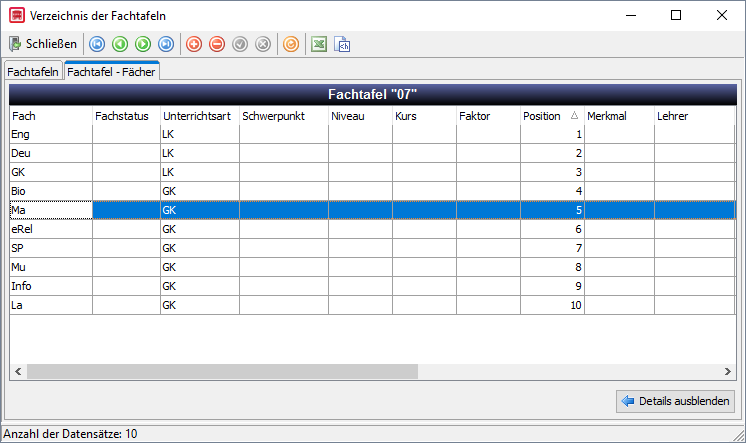 Verzeichnis der Fachtafeln
Schließen
Fachtafeln Fachtafel - Fächer
Fachtafel "07"
Fach Fachstatus Unterrichtsart Schwerpunkt Niveau Kurs Faktor Position Merkmal Lehrer
Eng LK 1
Deu LK 2
GK LK 3
Bio GK 4
Ma GK 5
eRel GK 6
SP GK 7
Mu GK 8
Info GK 9
La GK 10
Details ausblenden
Anzahl der Datensätze: 10